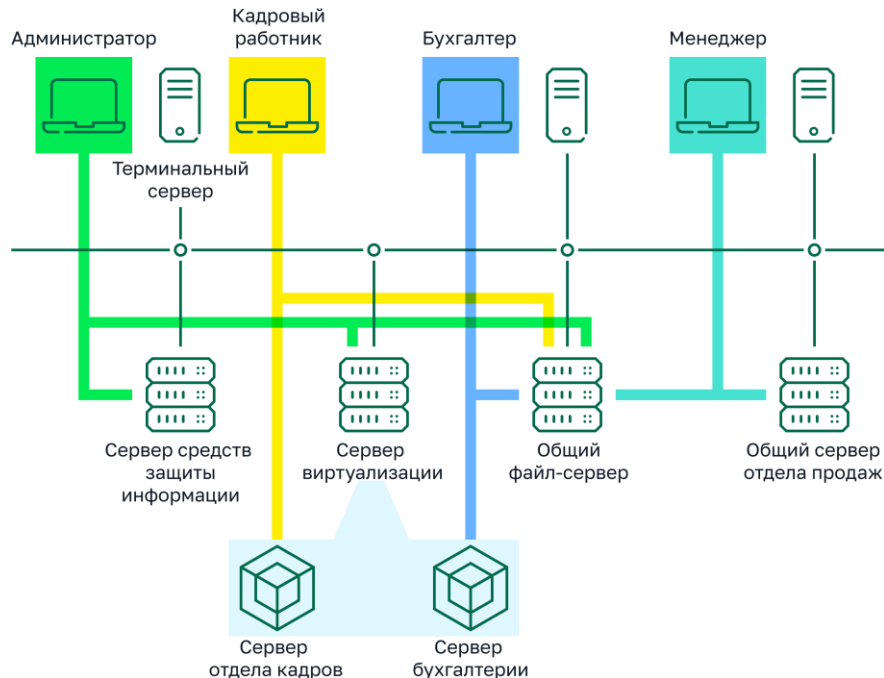 Администратор
Кадровый
работник
Бухгалтер
Менеджер
Терминальный
сервер
Сервер средств
защиты
информации
Сервер
виртуализации
Общий
файл-сервер
Общий сервер
отдела продаж
Сервер
отдела кадров
Сервер
бухгалтерии